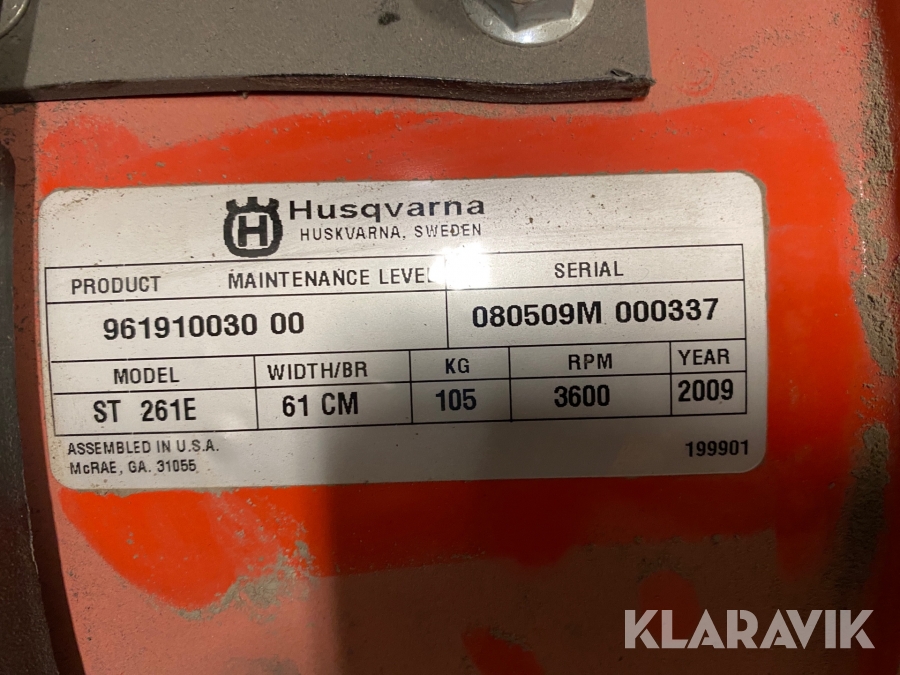 H Husqvarna
HUSKVARNA, SWEDEN
PRODUCT MAINTENANCE LEVEL SERIAL
961910030 00 080509M 000337
MODEL WIDTH/BR KG RPM YEAR
ST 261E 61 CM 105 3600 2009
ASSEMBLED IN U.S.A. 199901
McRAE, GA. 31055
KLARAVIK